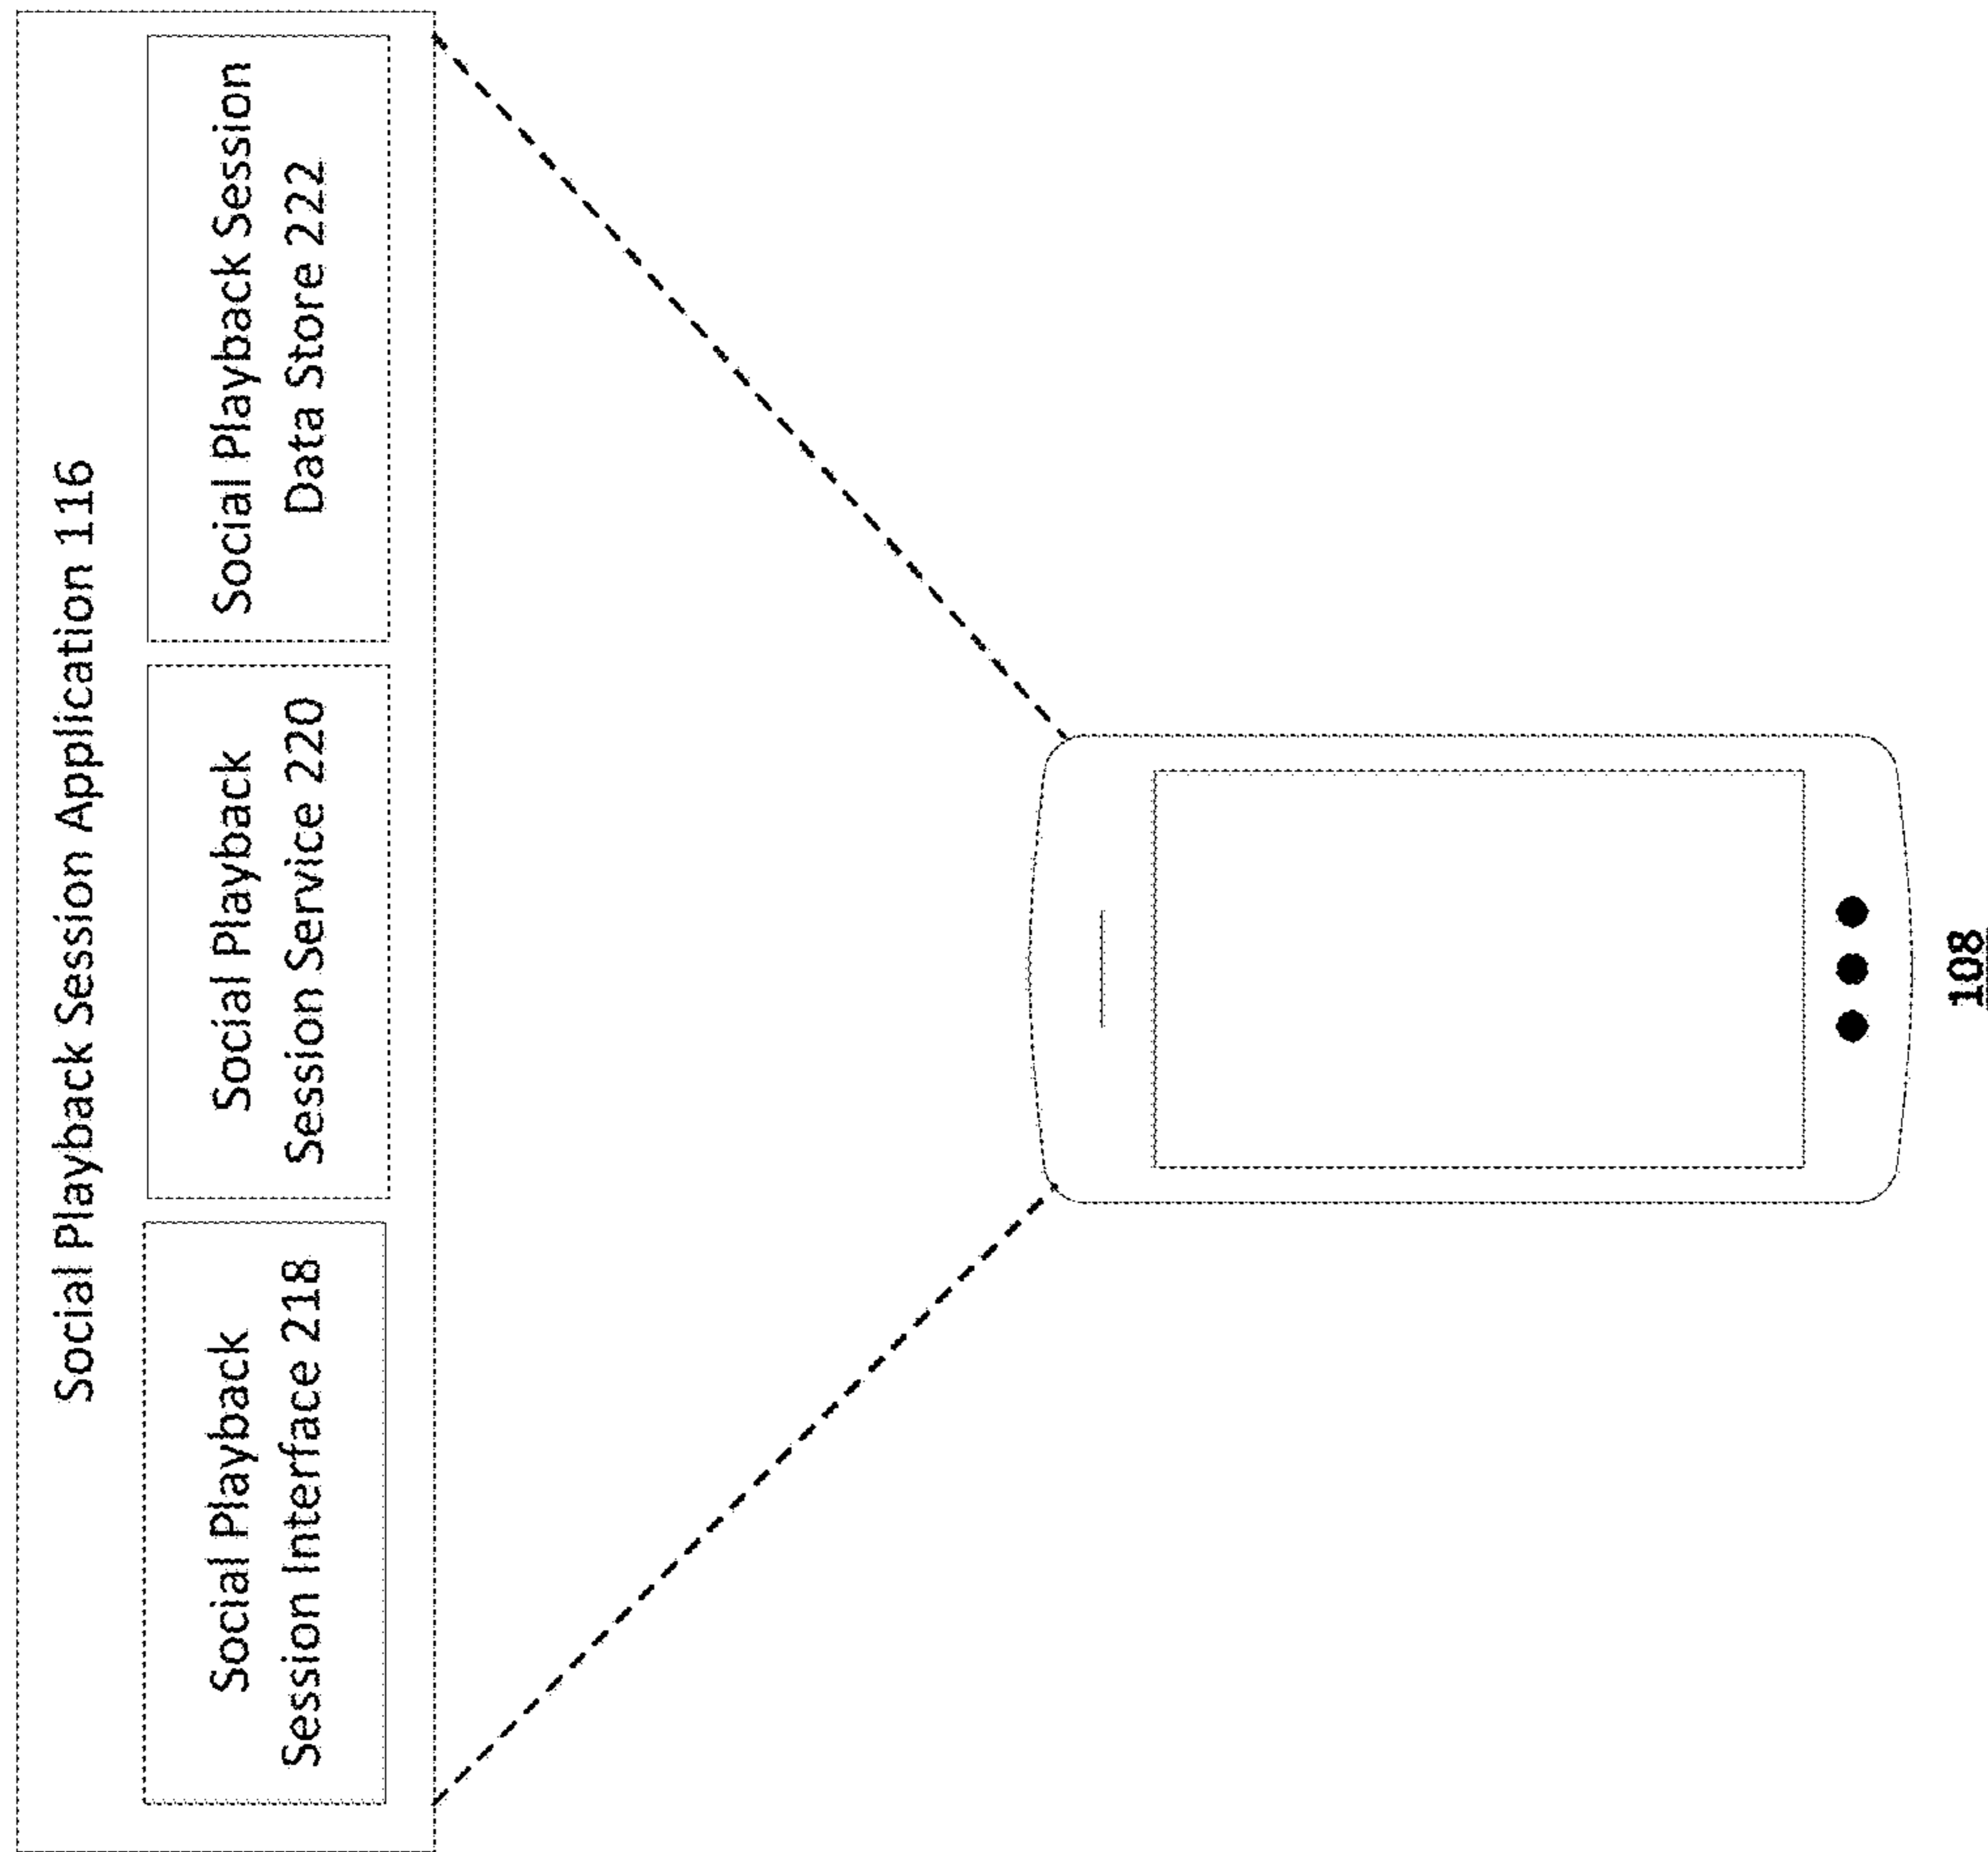 Social Playback Session Application 116
Social Playback
Session Interface 218
Social Playback
Session Service 220
Social Playback Session
Data Store 222
108